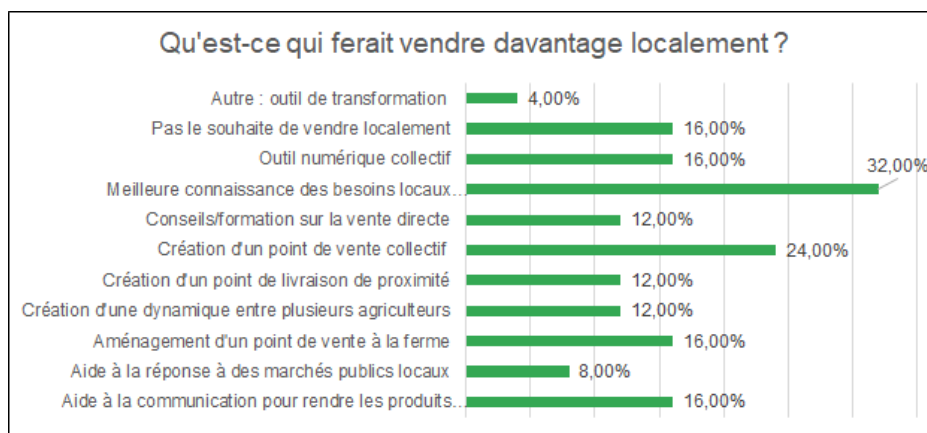 Qu'est-ce qui ferait vendre davantage localement ?
Autre : outil de transformation 4,00%
Pas le souhaite de vendre localement 16,00%
Outil numérique collectif 16,00%
Meilleure connaissance des besoins locaux... 32,00%
Conseils/formation sur la vente directe 12,00%
Création d'un point de vente collectif 24,00%
Création d'un point de livraison de proximité 12,00%
Création d'une dynamique entre plusieurs agriculteurs 12,00%
Aménagement d'un point de vente à la ferme 16,00%
Aide à la réponse à des marchés publics locaux 8,00%
Aide à la communication pour rendre les produits... 16,00%